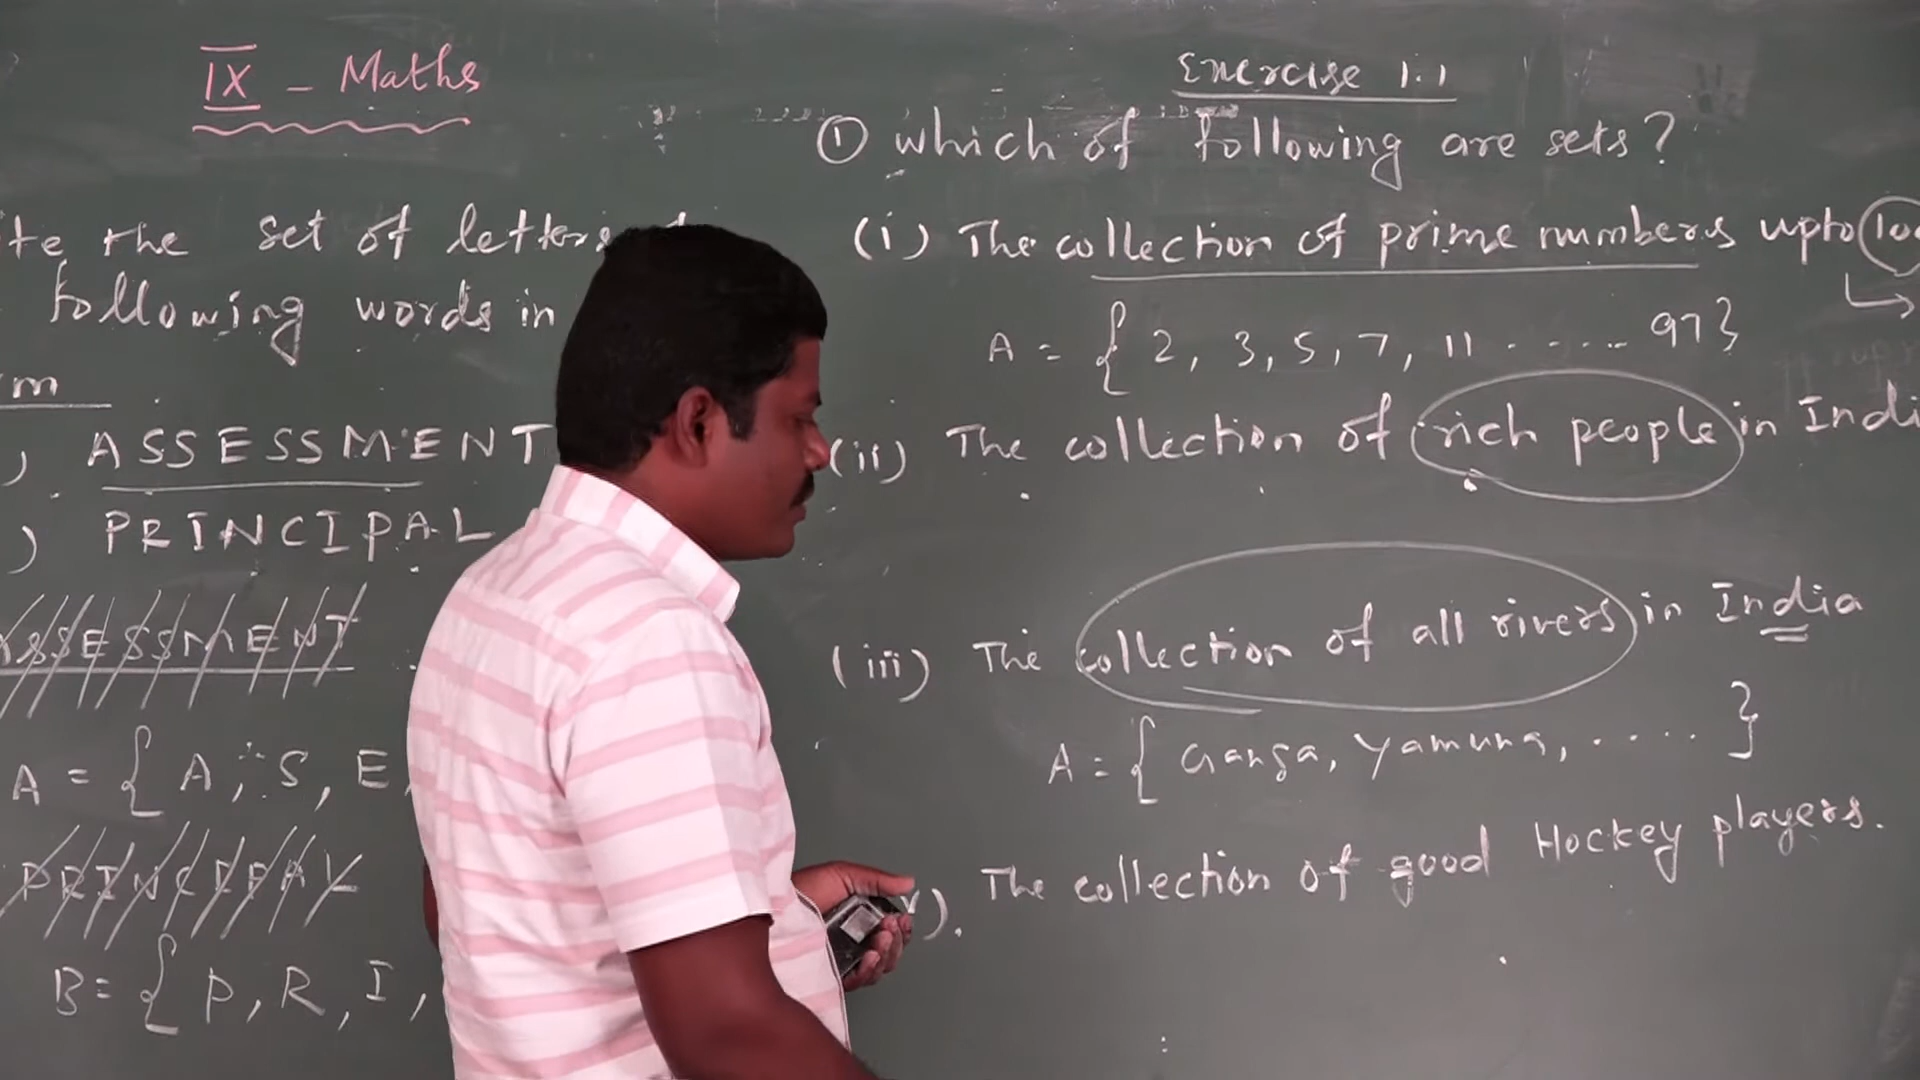 IX - Maths
the set of letters
following words in
m
) ASSESSMENT
) PRINCIPAL
ASSESSMENT
A = { A, S, E,
PRINCIPAL
B = { P, R, I,
Exercise 1.1
① which of following are sets?
(i) The collection of prime numbers upto
A = { 2, 3, 5, 7, 11 ...... 97}
(ii) The collection of rich people in Indi
(iii) The collection of all rivers in India
A = { Ganga, Yamuna, ..... }
). The collection of good Hockey players.